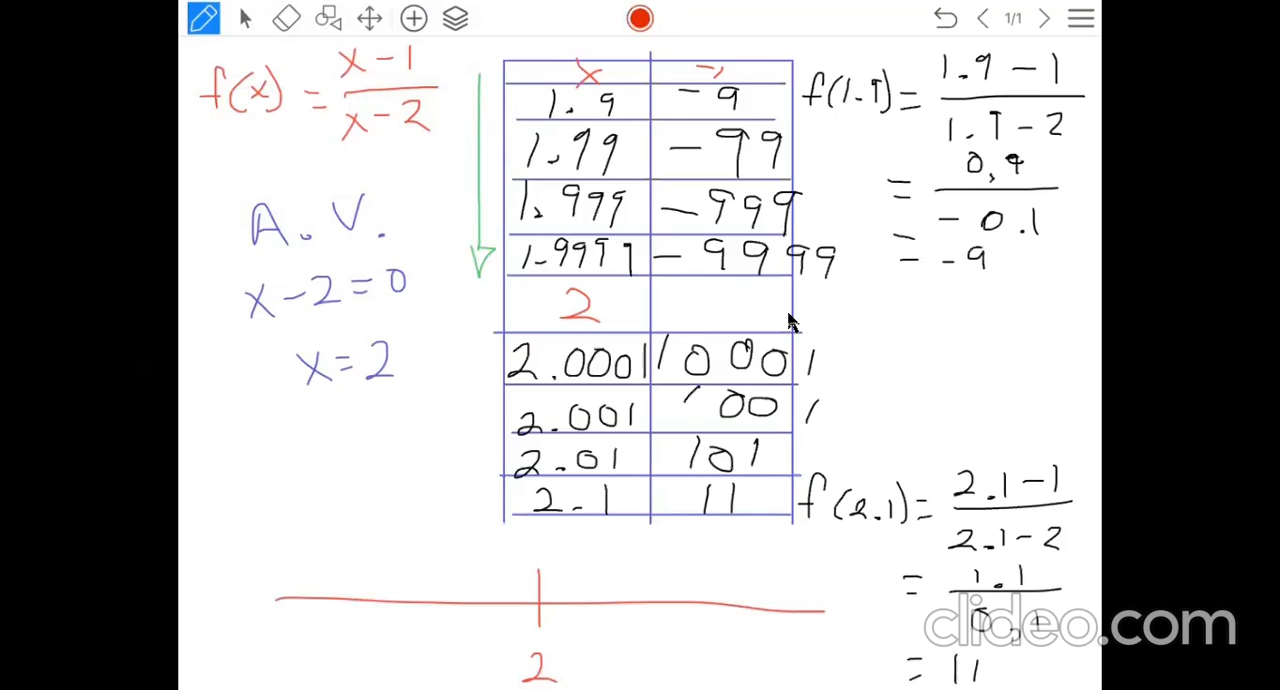 1/1
f(x) = x-1 / x-2
A.V.
x-2=0
x=2
x
1.9 -9
1.99 -99
1.999 -999
1.9999 -9999
2
2.0001 10001
2.001 1001
2.01 101
2.1 11
f(1.9) = 1.9-1 / 1.9-2
= 0,9 / -0.1
= -9
f(2.1) = 2.1-1 / 2.1-2
= 1.1 / 0,1
= 11
2
clideo.com